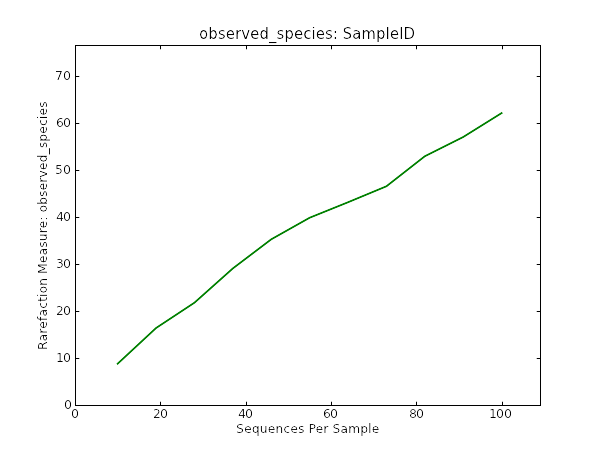 observed_species: SampleID
Rarefaction Measure: observed_species
70
60
50
40
30
20
10
0
0 20 40 60 80 100
Sequences Per Sample